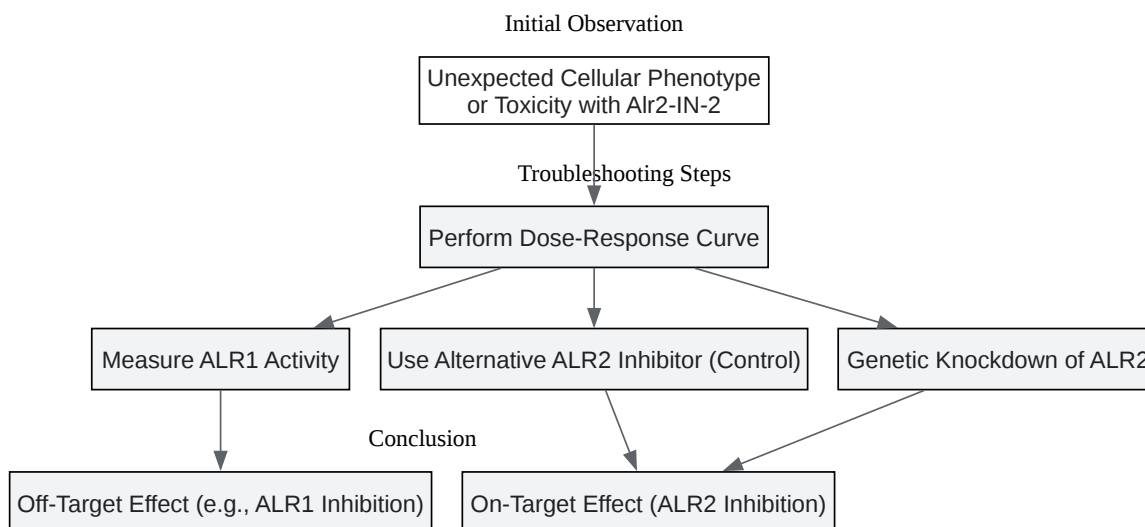 Initial Observation
Unexpected Cellular Phenotype
or Toxicity with Alr2-IN-2
Troubleshooting Steps
Perform Dose-Response Curve
Measure ALR1 Activity
Use Alternative ALR2 Inhibitor (Control)
Genetic Knockdown of ALR2
Conclusion
Off-Target Effect (e.g., ALR1 Inhibition)
On-Target Effect (ALR2 Inhibition)